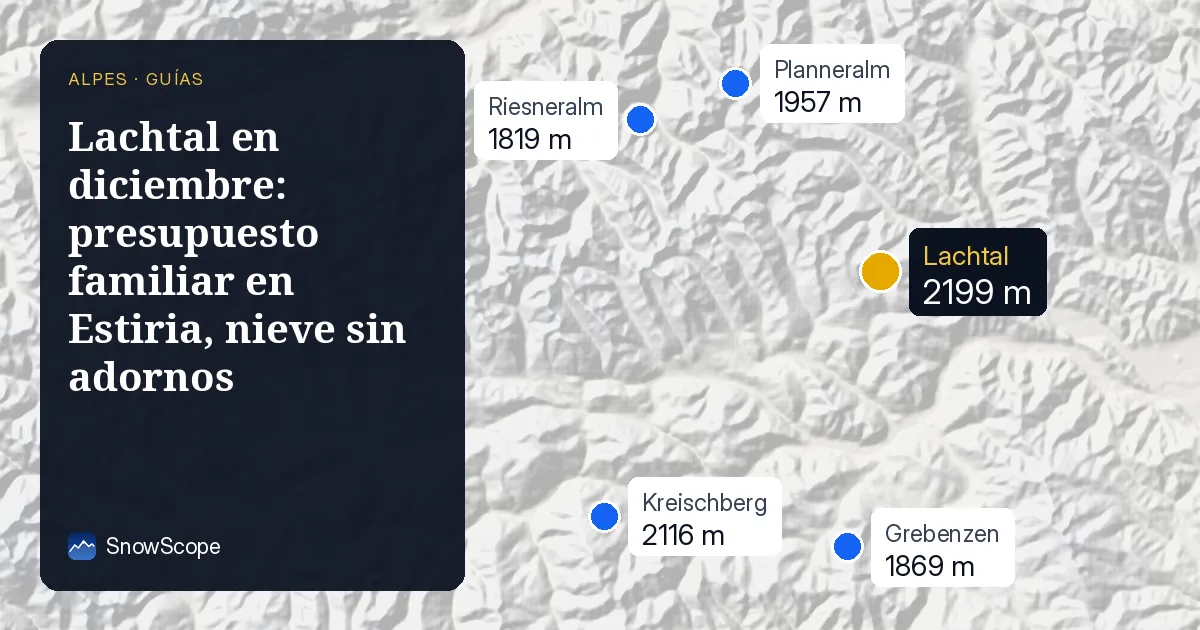 ALPES · GUÍAS
Lachtal en
diciembre:
presupuesto
familiar en
Estiria, nieve sin
adornos
SnowScope
Riesneralm
1819 m
Planneralm
1957 m
Lachtal
2199 m
Kreischberg
2116 m
Grebenzen
1869 m